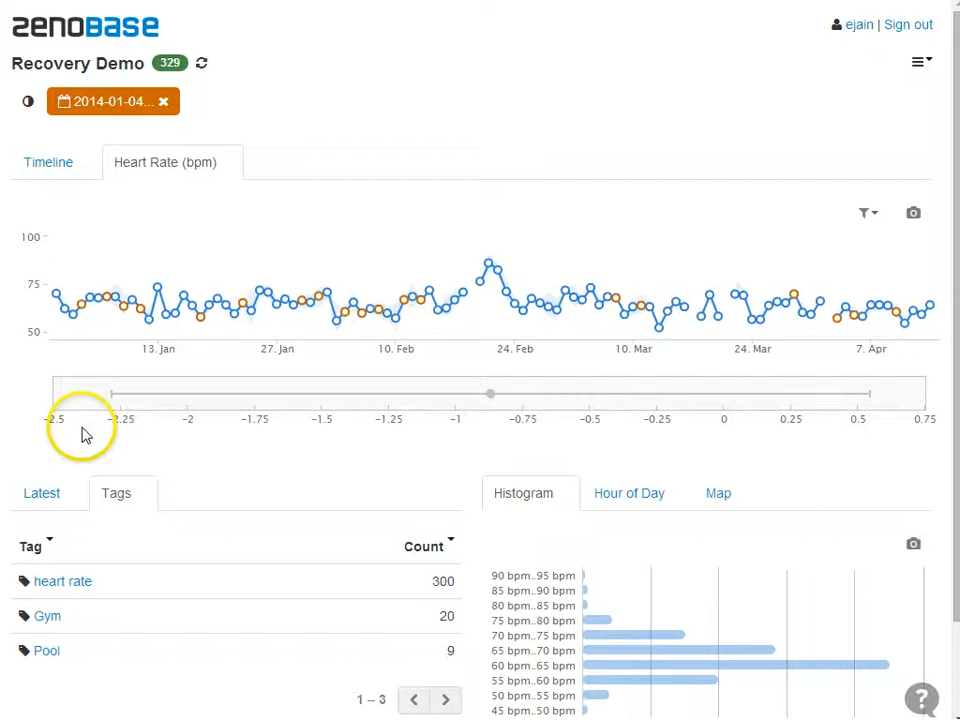 zenobase
ejain | Sign out
Recovery Demo 329
2014-01-04...
Timeline
Heart Rate (bpm)
100
75
50
13. Jan 27. Jan 10. Feb 24. Feb 10. Mar 24. Mar 7. Apr
-2.5 -2.25 -2 -1.75 -1.5 -1.25 -1 -0.75 -0.5 -0.25 0 0.25 0.5 0.75
Latest Tags
Tag Count
heart rate 300
Gym 20
Pool 9
1 – 3
Histogram Hour of Day Map
90 bpm..95 bpm
85 bpm..90 bpm
80 bpm..85 bpm
75 bpm..80 bpm
70 bpm..75 bpm
65 bpm..70 bpm
60 bpm..65 bpm
55 bpm..60 bpm
50 bpm..55 bpm
45 bpm..50 bpm
?